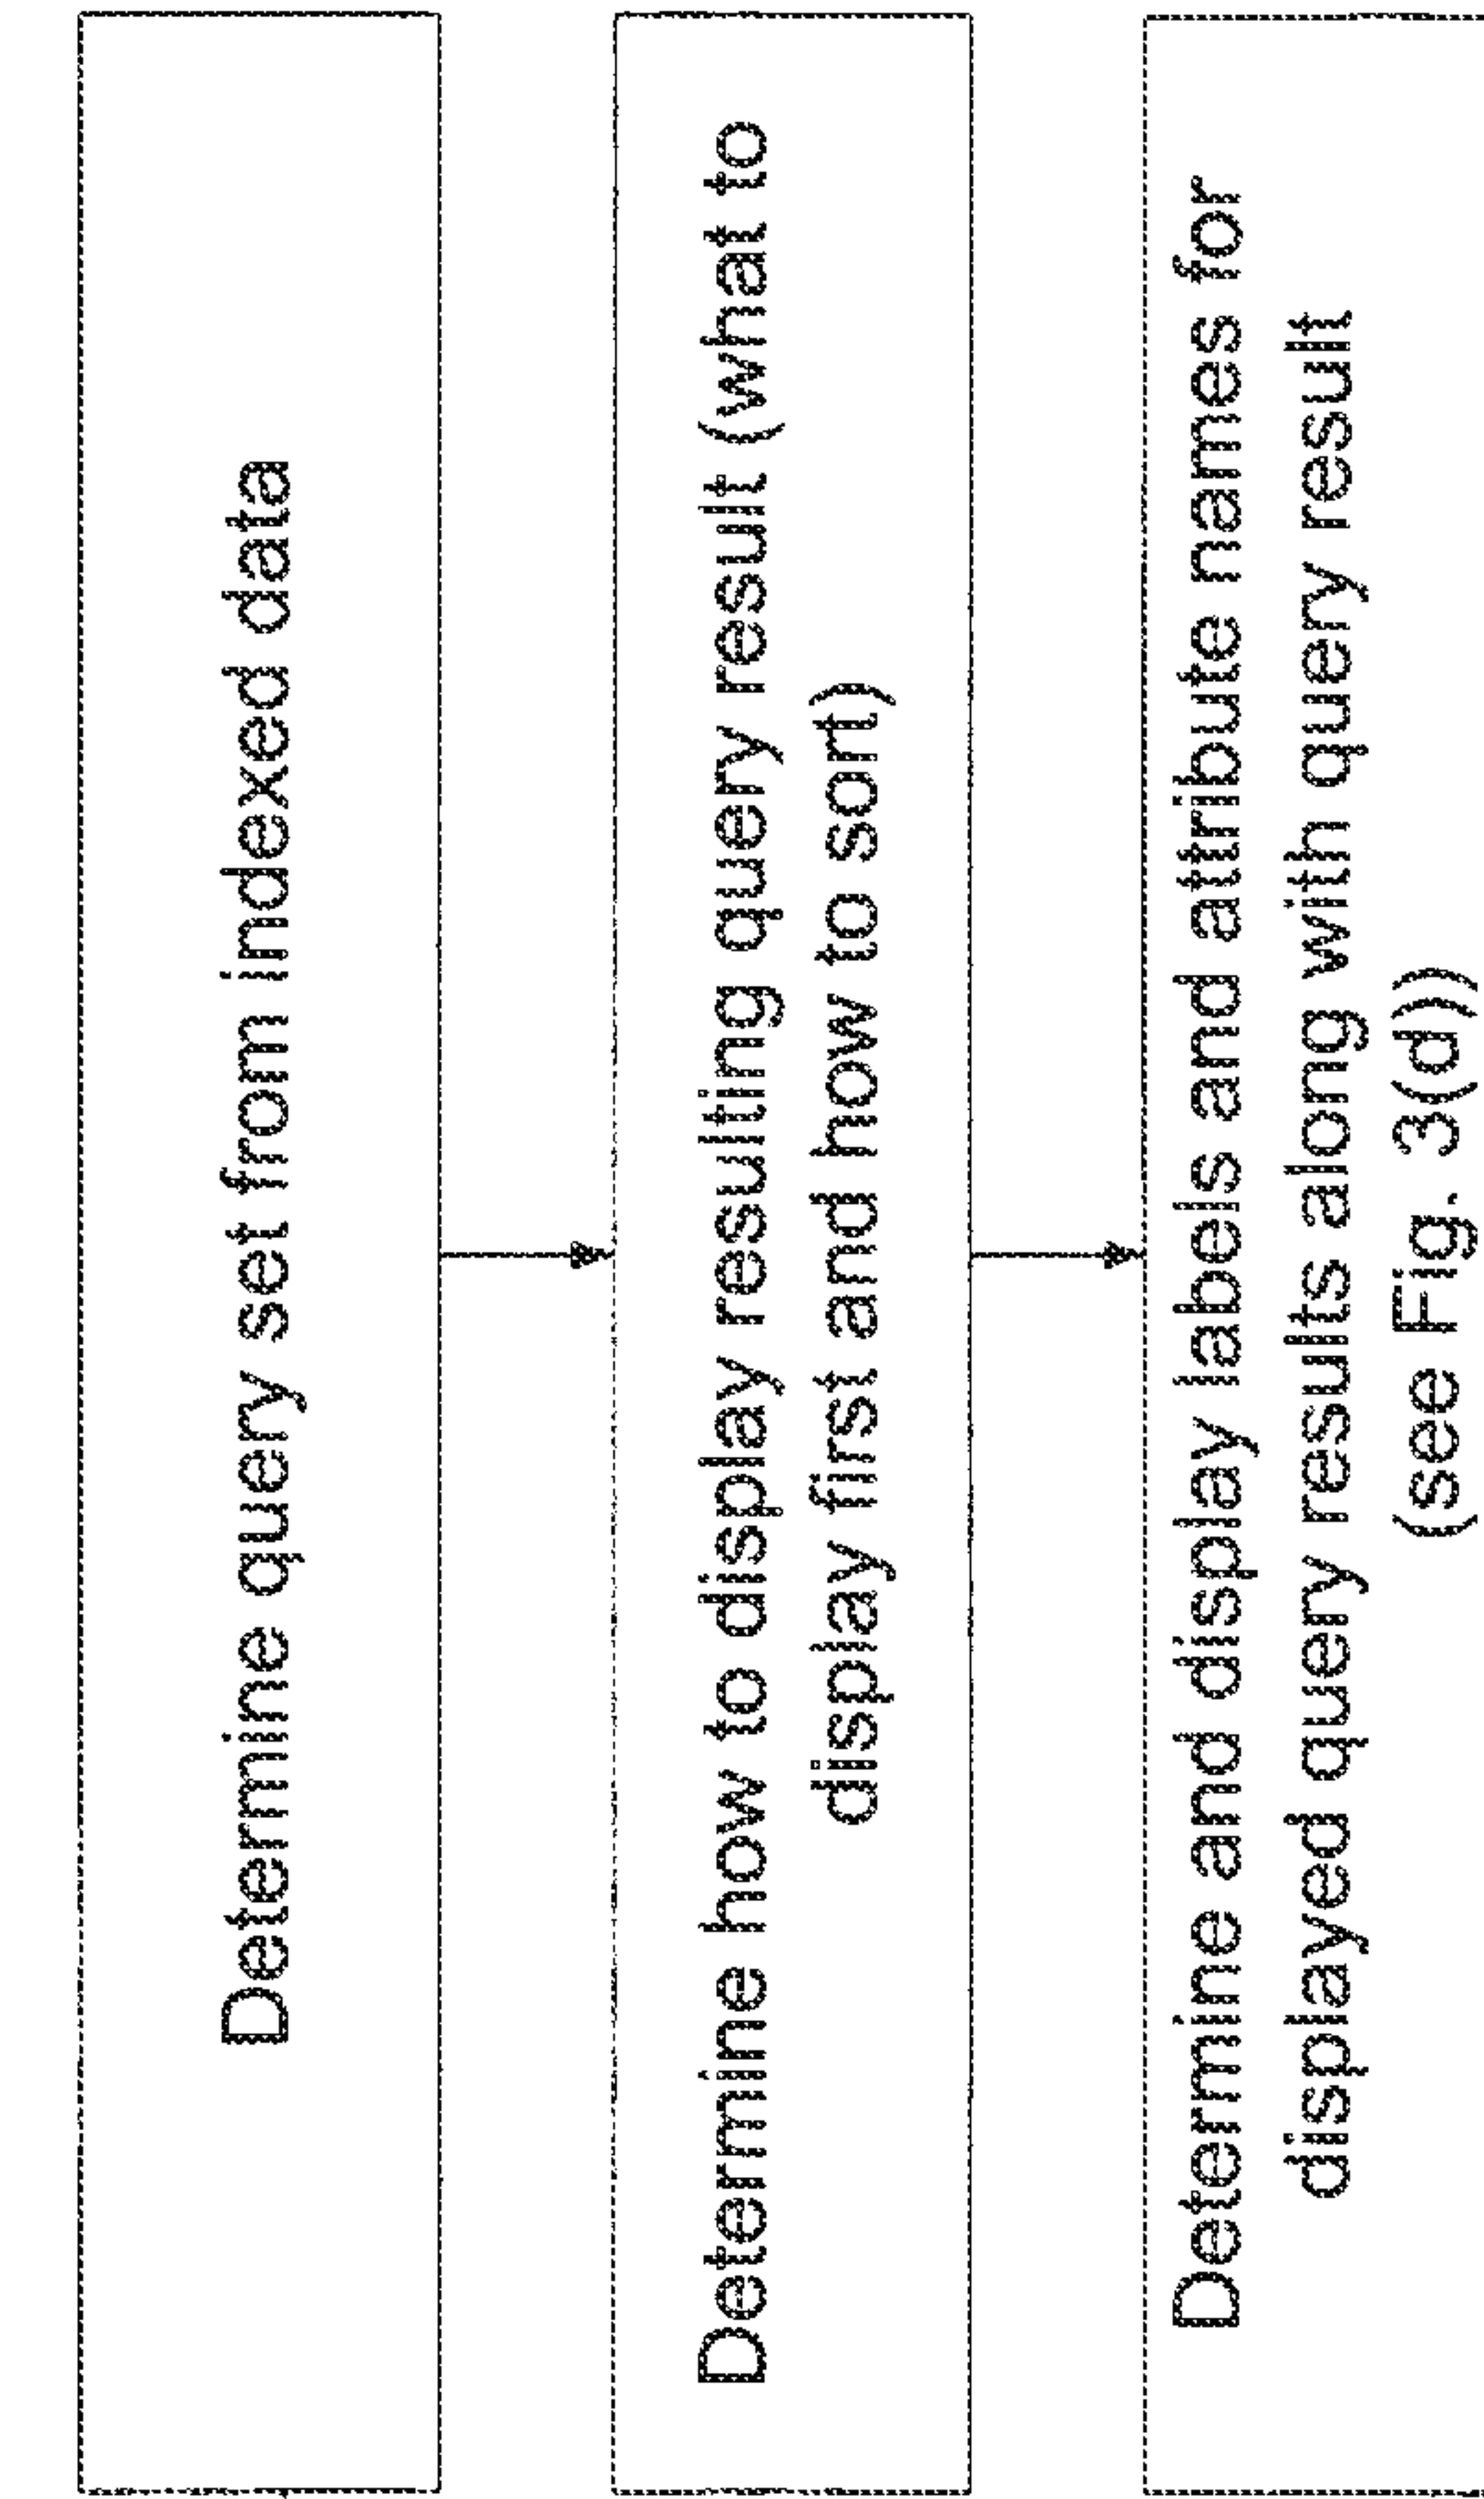 Determine query set from indexed data
Determine how to display resulting query result (what to
display first and how to sort)
Determine and display labels and attribute names for
displayed query results along with query result
(see Fig. 3(d))